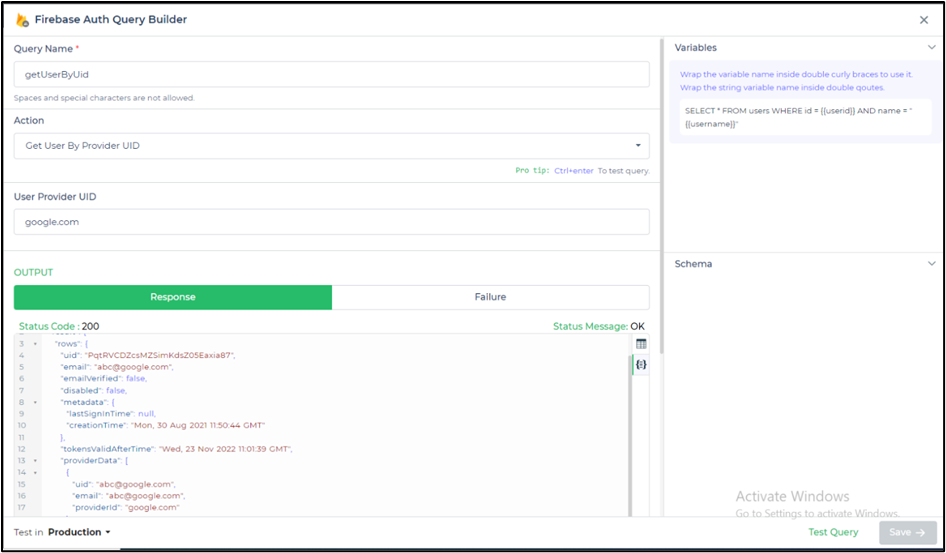 Firebase Auth Query Builder
Query Name *
getUserByUid
Spaces and special characters are not allowed.
Action
Get User By Provider UID
Pro tip: Ctrl+enter To test query.
User Provider UID
google.com
OUTPUT
Response
Failure
Status Code : 200
Status Message: OK
3 "rows": {
4 "uid": "PqtRVCDZcsMZSimKdsZ05Eaxia87",
5 "email": "abc@google.com",
6 "emailVerified": false,
7 "disabled": false,
8 "metadata": {
9 "lastSignInTime": null,
10 "creationTime": "Mon, 30 Aug 2021 11:50:44 GMT"
11 },
12 "tokensValidAfterTime": "Wed, 23 Nov 2022 11:01:39 GMT",
13 "providerData": [
14 {
15 "uid": "abc@google.com",
16 "email": "abc@google.com",
17 "providerId": "google.com"
Test in Production
Variables
Wrap the variable name inside double curly braces to use it.
Wrap the string variable name inside double qoutes.
SELECT * FROM users WHERE id = {{userid}} AND name = "
{{username}}"
Schema
Activate Windows
Go to Settings to activate Windows.
Test Query
Save